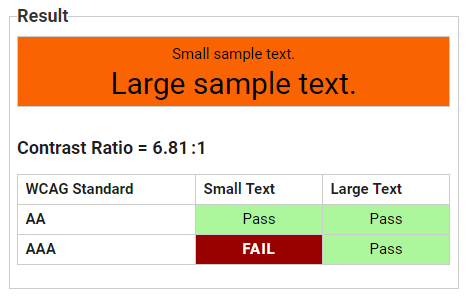 Result
Small sample text.
Large sample text.
Contrast Ratio = 6.81:1
WCAG Standard Small Text Large Text
AA Pass Pass
AAA FAIL Pass